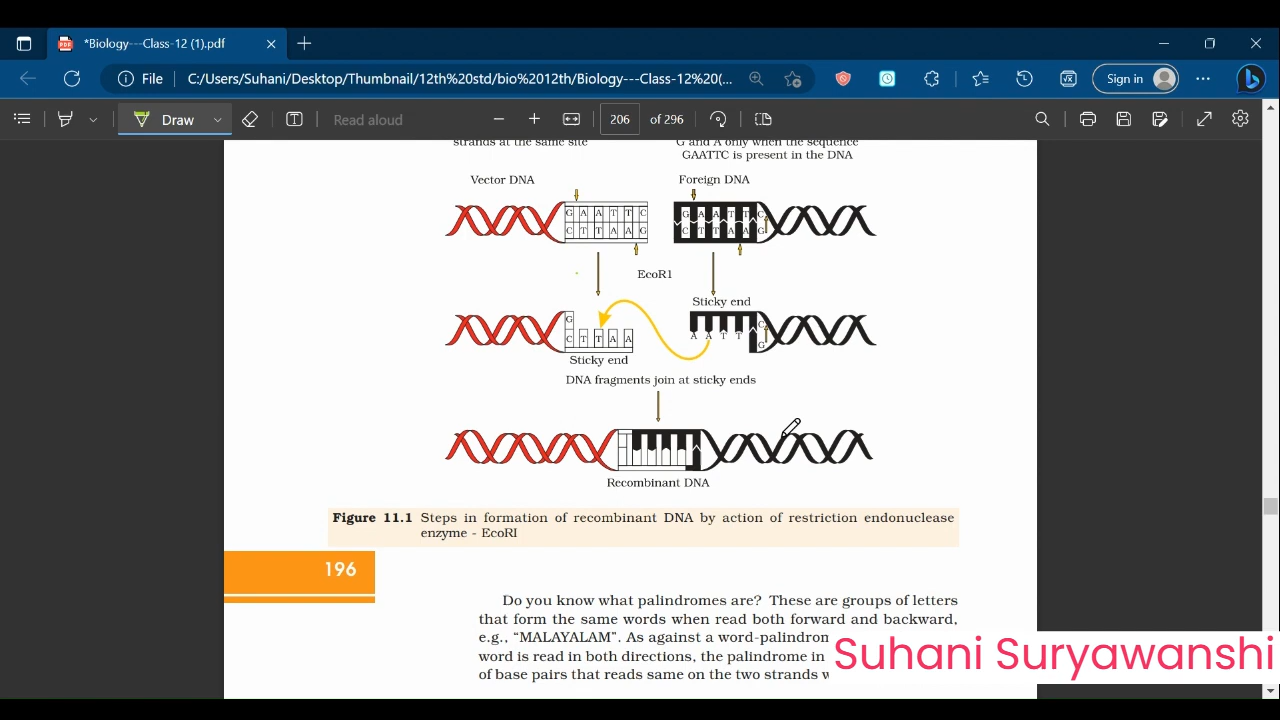 *Biology---Class-12 (1).pdf
File C:/Users/Suhani/Desktop/Thumbnail/12th%20std/bio%2012th/Biology---Class-12%20(... Sign in
Draw Read aloud 206 of 296
strands at the same site
G and A only when the sequence
GAATTC is present in the DNA
Vector DNA Foreign DNA
G A A T T C G A A T T C
C T T A A G C T T A A G
EcoR1
Sticky end
G C
C T T A A A A T T G
Sticky end
DNA fragments join at sticky ends
Recombinant DNA
Figure 11.1 Steps in formation of recombinant DNA by action of restriction endonuclease
enzyme - EcoRI
196
Do you know what palindromes are? These are groups of letters
that form the same words when read both forward and backward,
e.g., “MALAYALAM”. As against a word-palindrom
word is read in both directions, the palindrome in
of base pairs that reads same on the two strands
Suhani Suryawanshi